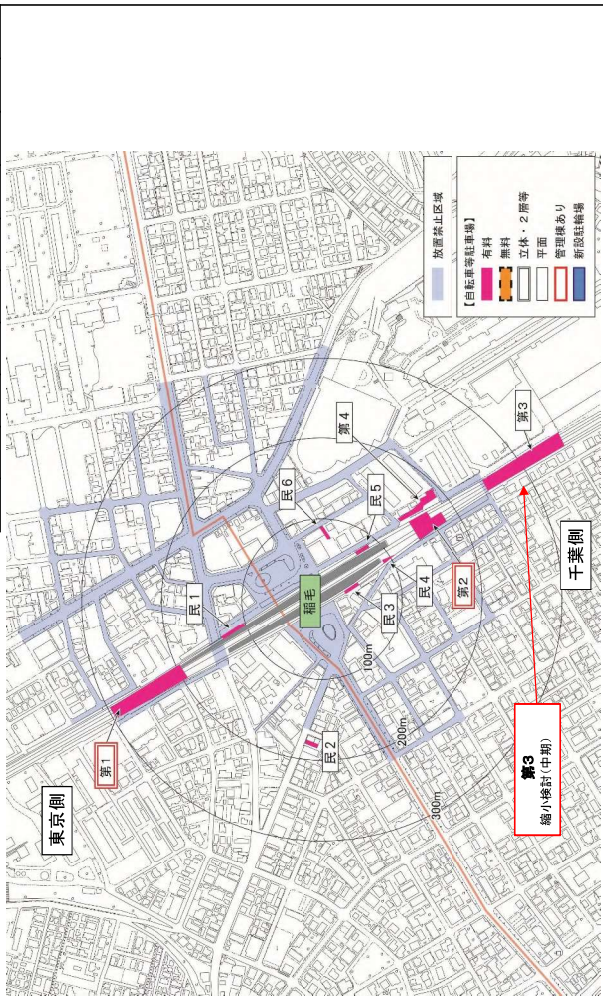 放置禁止区域
【自転車等駐車場】
有料
無料
立体・2層等
平面
管理棟あり
新設駐輪場
東京側
第1
民1
民2
稲毛
民6
民5
第4
民3
民4
第2
第3
100m
200m
300m
千葉側
第3
縮小検討(中期)